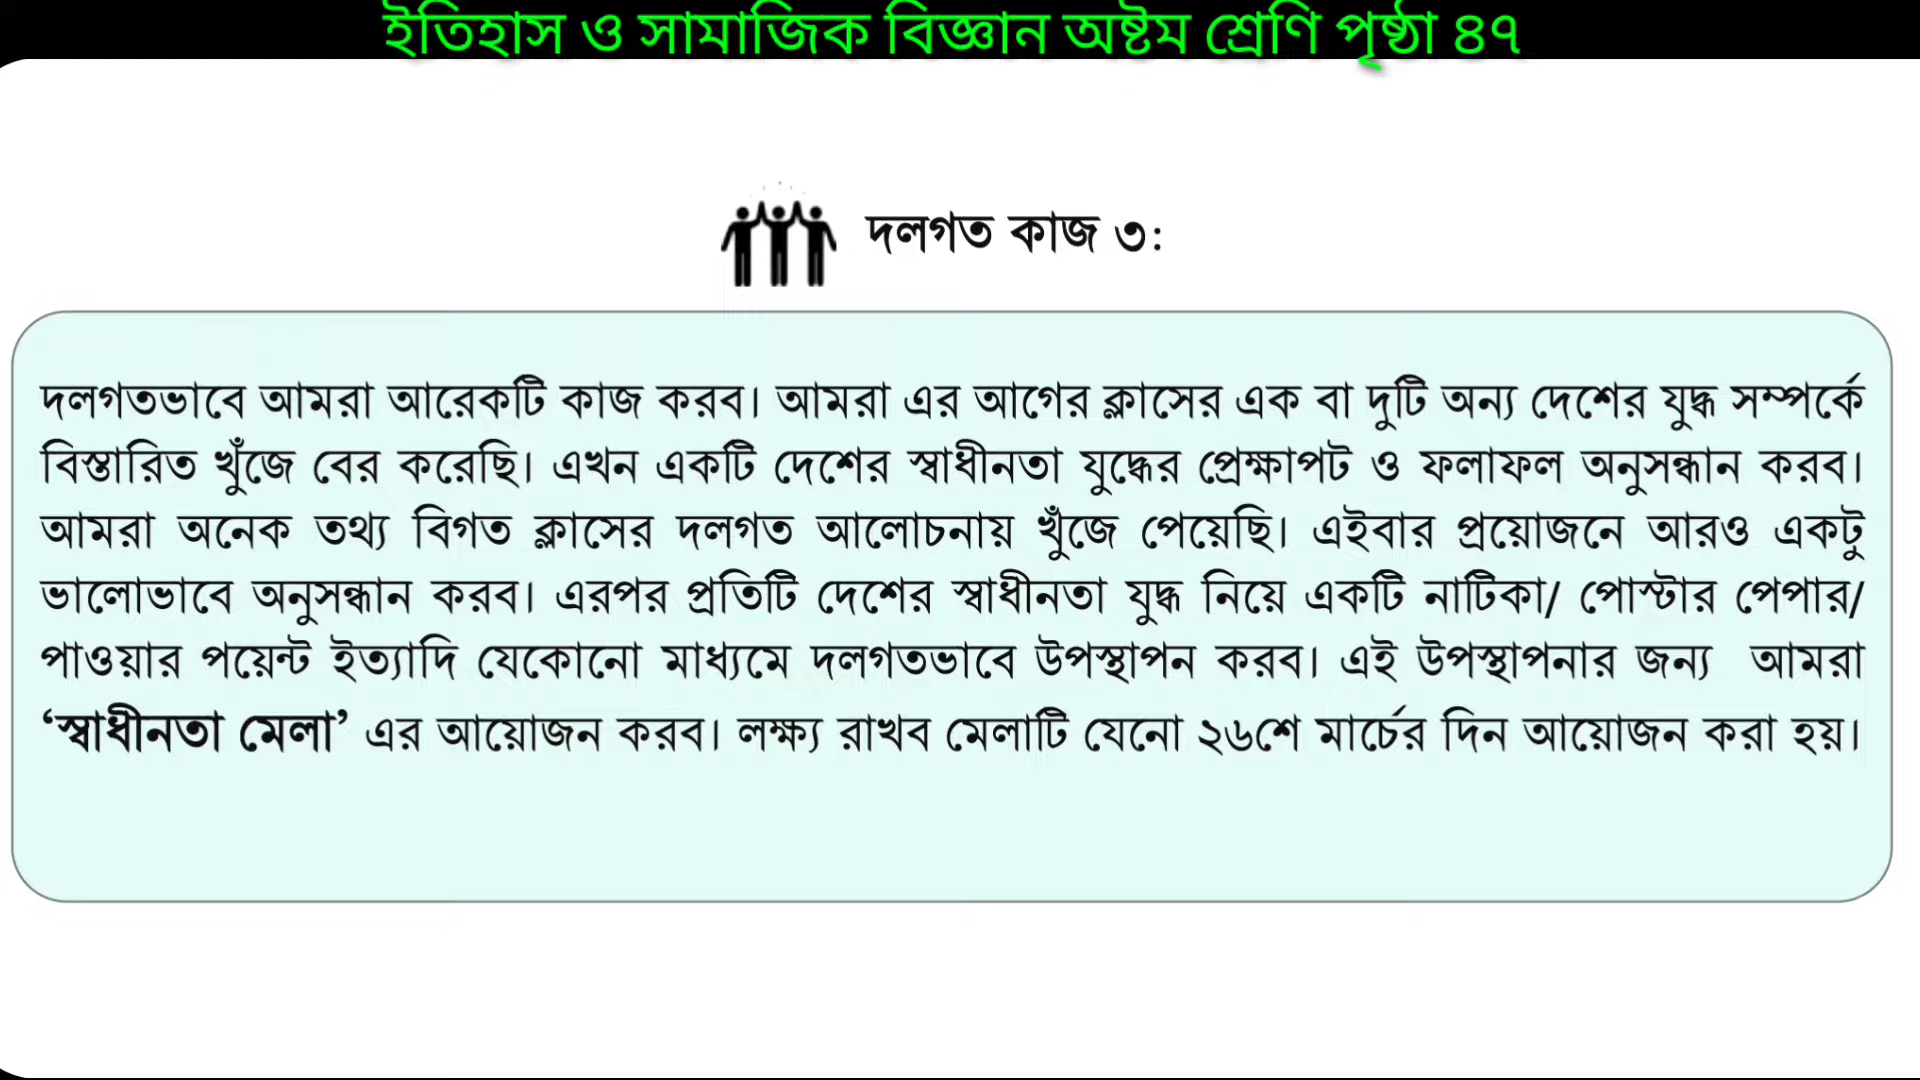 ইতিহাস ও সামাজিক বিজ্ঞান অষ্টম শ্রেণি পৃষ্ঠা ৪৭
দলগত কাজ ৩:
দলগতভাবে আমরা আরেকটি কাজ করব। আমরা এর আগের ক্লাসের এক বা দুটি অন্য দেশের যুদ্ধ সম্পর্কে
বিস্তারিত খুঁজে বের করেছি। এখন একটি দেশের স্বাধীনতা যুদ্ধের প্রেক্ষাপট ও ফলাফল অনুসন্ধান করব।
আমরা অনেক তথ্য বিগত ক্লাসের দলগত আলোচনায় খুঁজে পেয়েছি। এইবার প্রয়োজনে আরও একটু
ভালোভাবে অনুসন্ধান করব। এরপর প্রতিটি দেশের স্বাধীনতা যুদ্ধ নিয়ে একটি নাটিকা/ পোস্টার পেপার/
পাওয়ার পয়েন্ট ইত্যাদি যেকোনো মাধ্যমে দলগতভাবে উপস্থাপন করব। এই উপস্থাপনার জন্য আমরা
‘স্বাধীনতা মেলা’ এর আয়োজন করব। লক্ষ্য রাখব মেলাটি যেনো ২৬শে মার্চের দিন আয়োজন করা হয়।